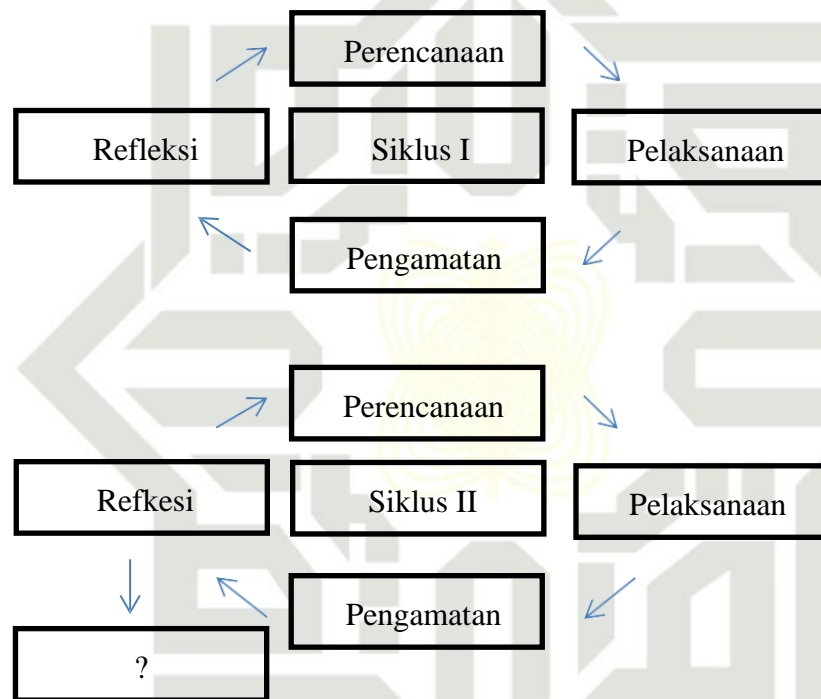 Perencanaan
Refleksi
Siklus I
Pelaksanaan
Pengamatan
Perencanaan
Refkesi
Siklus II
Pelaksanaan
Pengamatan
?